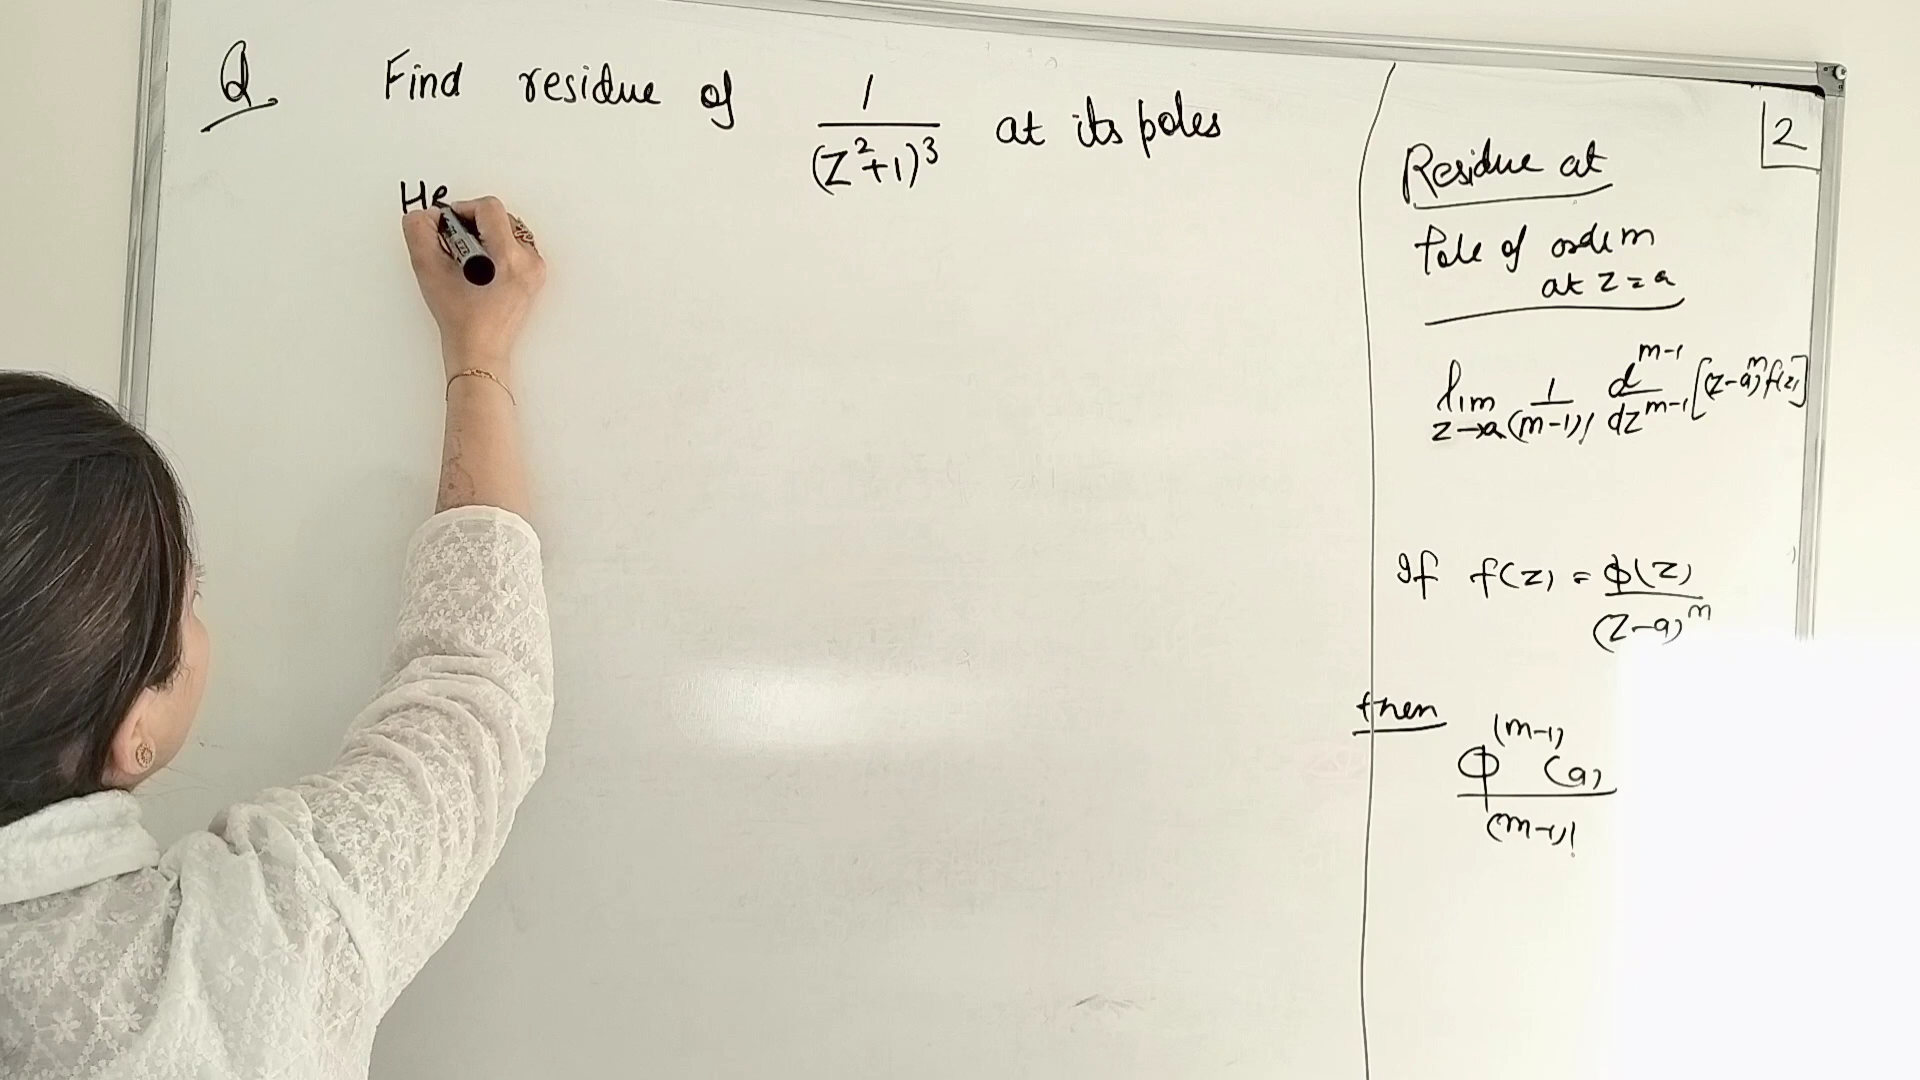 Q. Find residue of 1/(z²+1)³ at its poles
He
2
Residue at
Pole of order m
at z = a
lim z→a 1/(m-1)! d^(m-1)/dz^(m-1) [(z-a)^m f(z)]
If f(z) = Φ(z)/(z-a)^m
then
Φ^(m-1)(a)/(m-1)!